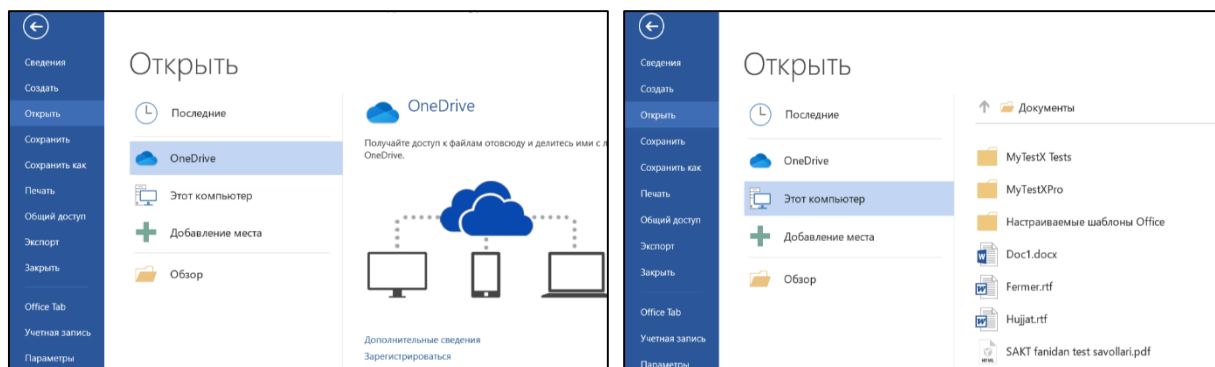 Сведения
Создать
Открыть
Сохранить
Сохранить как
Печать
Общий доступ
Экспорт
Закрыть
Office Tab
Учетная запись
Параметры
Открыть
Последние
OneDrive
Этот компьютер
Добавление места
Обзор
OneDrive
Получайте доступ к файлам отовсюду и делитесь ими с л
OneDrive.
Дополнительные сведения
Зарегистрироваться
Сведения
Создать
Открыть
Сохранить
Сохранить как
Печать
Общий доступ
Экспорт
Закрыть
Office Tab
Учетная запись
Параметры
Открыть
Последние
OneDrive
Этот компьютер
Добавление места
Обзор
Документы
MyTestX Tests
MyTestXPro
Настраиваемые шаблоны Office
Doc1.docx
Fermer.rtf
Hujjat.rtf
SAKT fanidan test savollari.pdf